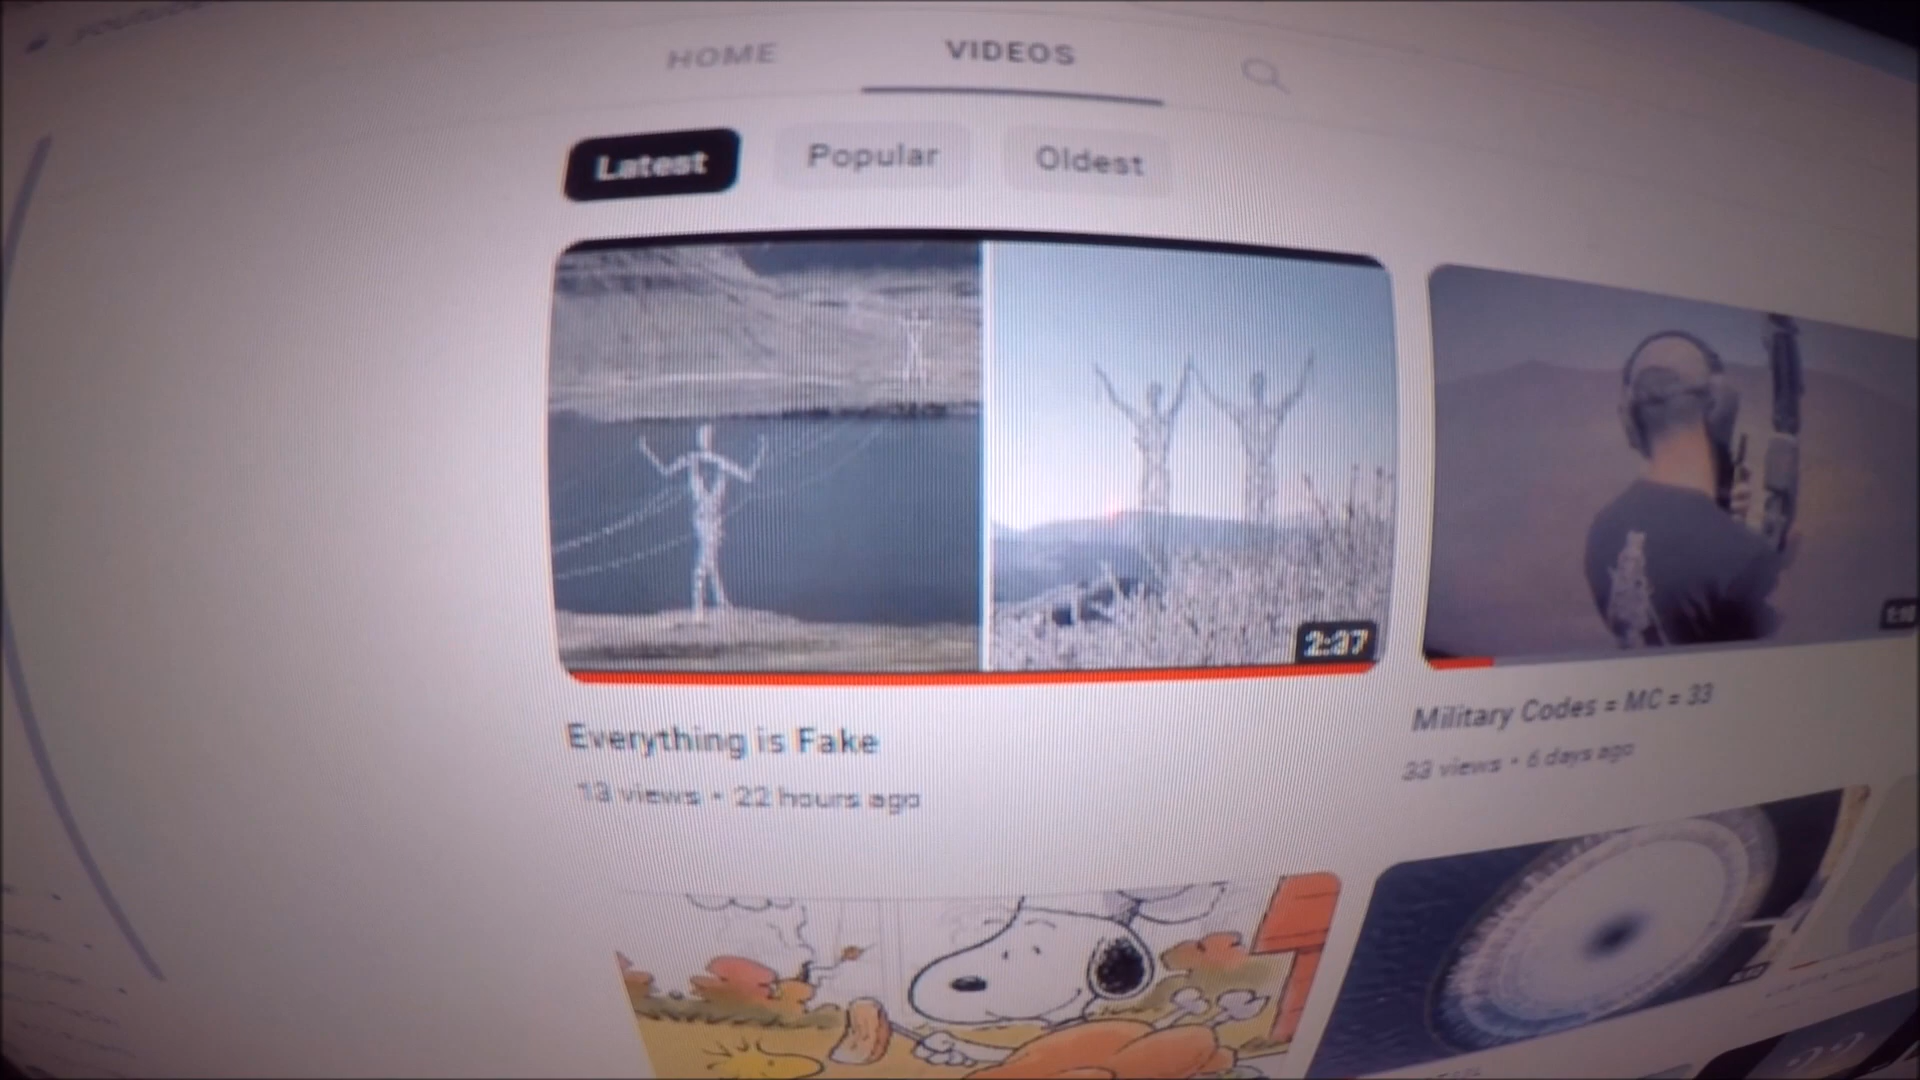 HOME VIDEOS
Latest Popular Oldest
2:37
Everything is Fake
13 views • 22 hours ago
Military Codes = MC = 33
33 views • 6 days ago